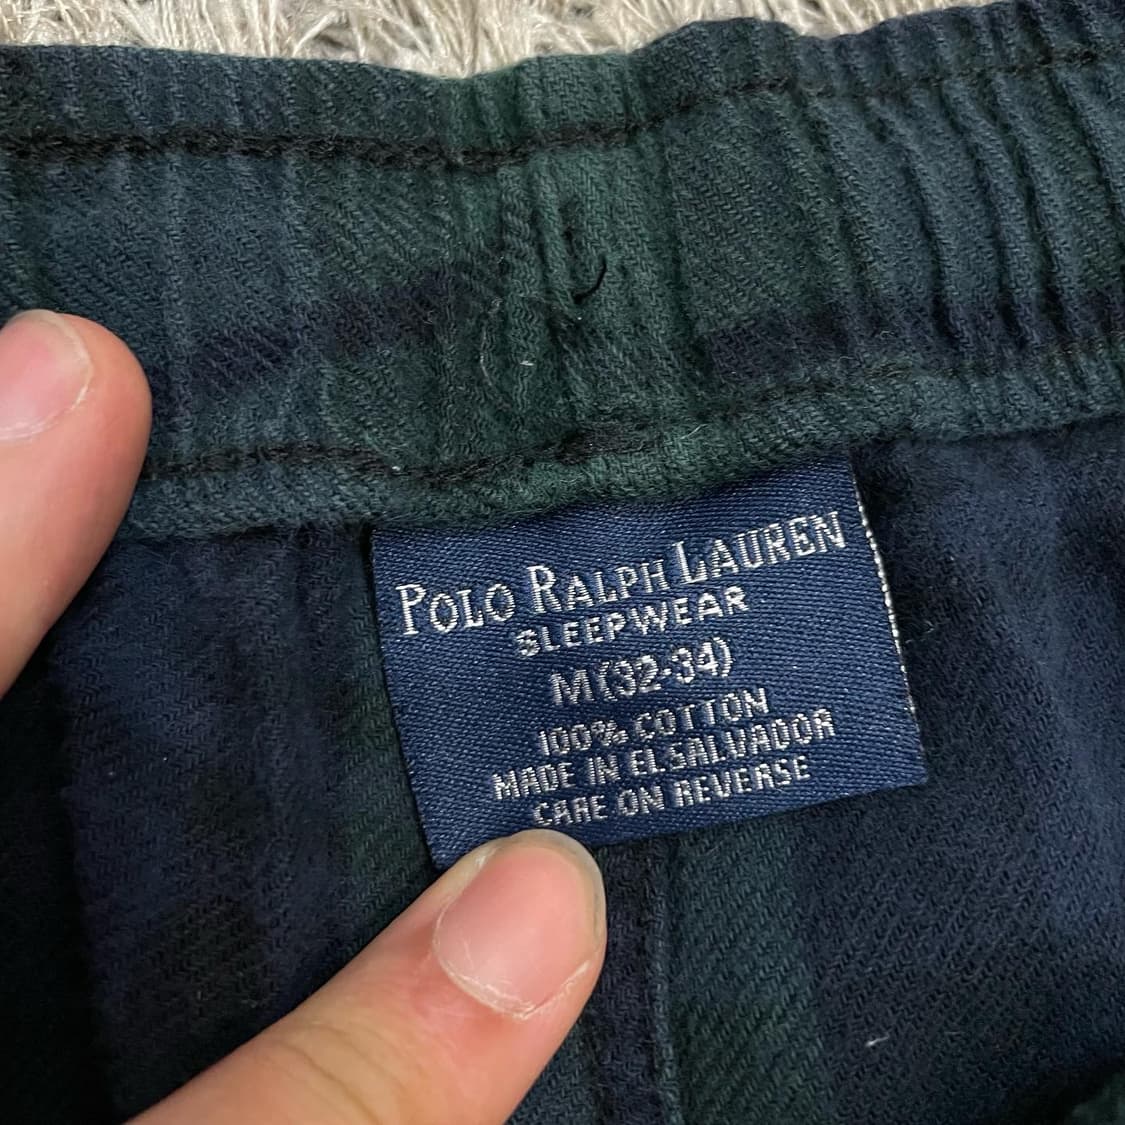 POLO RALPH LAUREN
SLEEPWEAR
M(32-34)
100% COTTON
MADE IN EL SALVADOR
CARE ON REVERSE